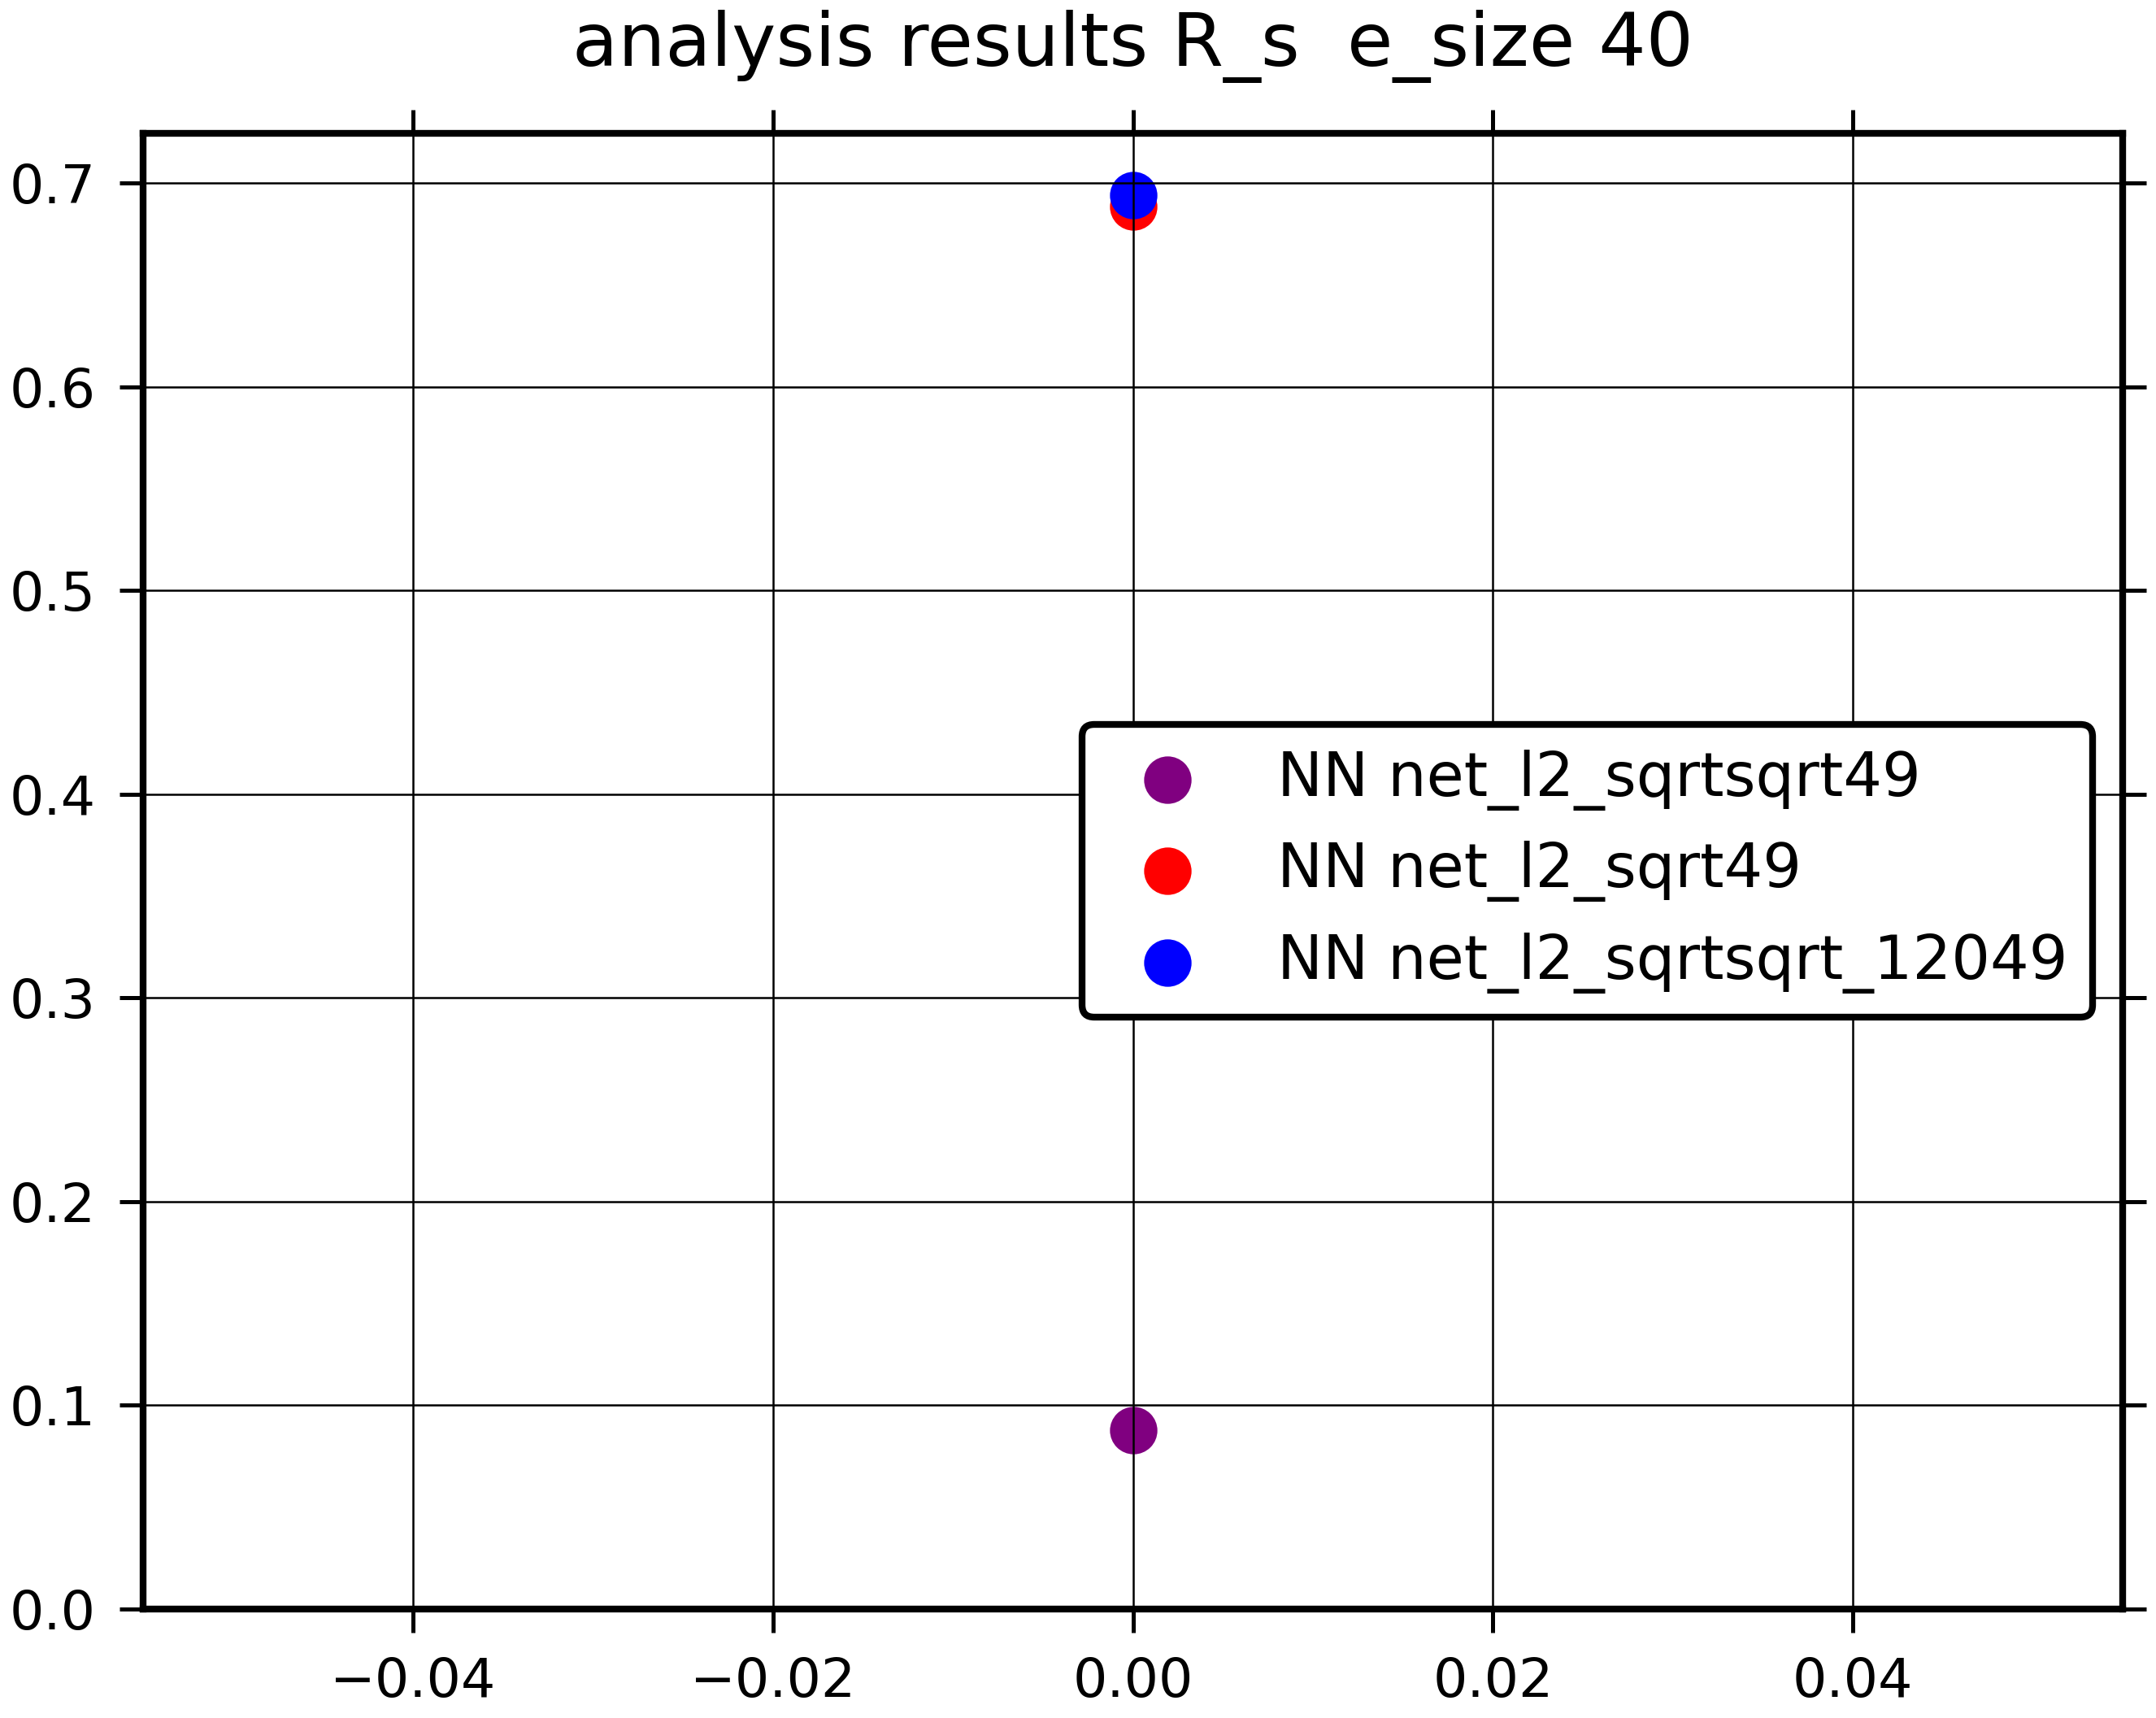 analysis results R_s  e_size 40
0.7
0.6
0.5
0.4
0.3
0.2
0.1
0.0
NN net_l2_sqrtsqrt49
NN net_l2_sqrt49
NN net_l2_sqrtsqrt_12049
−0.04 −0.02 0.00 0.02 0.04